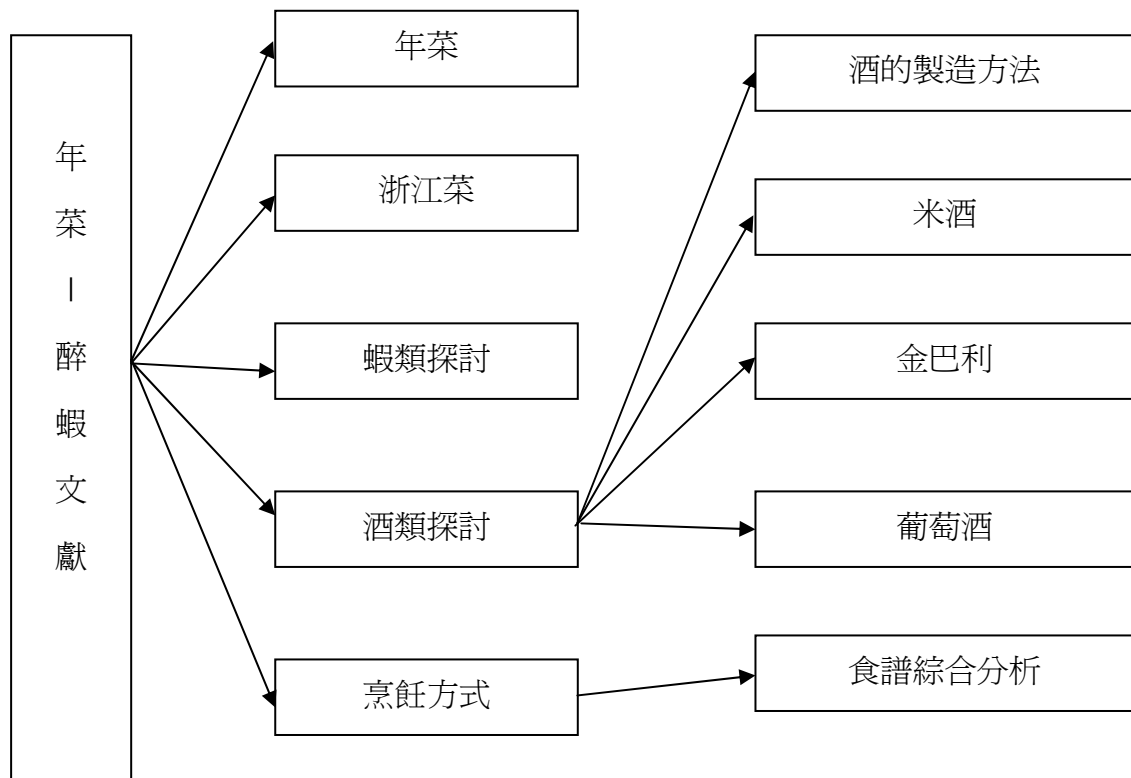 年菜－醉蝦文獻
年菜
浙江菜
蝦類探討
酒類探討
烹飪方式
酒的製造方法
米酒
金巴利
葡萄酒
食譜綜合分析